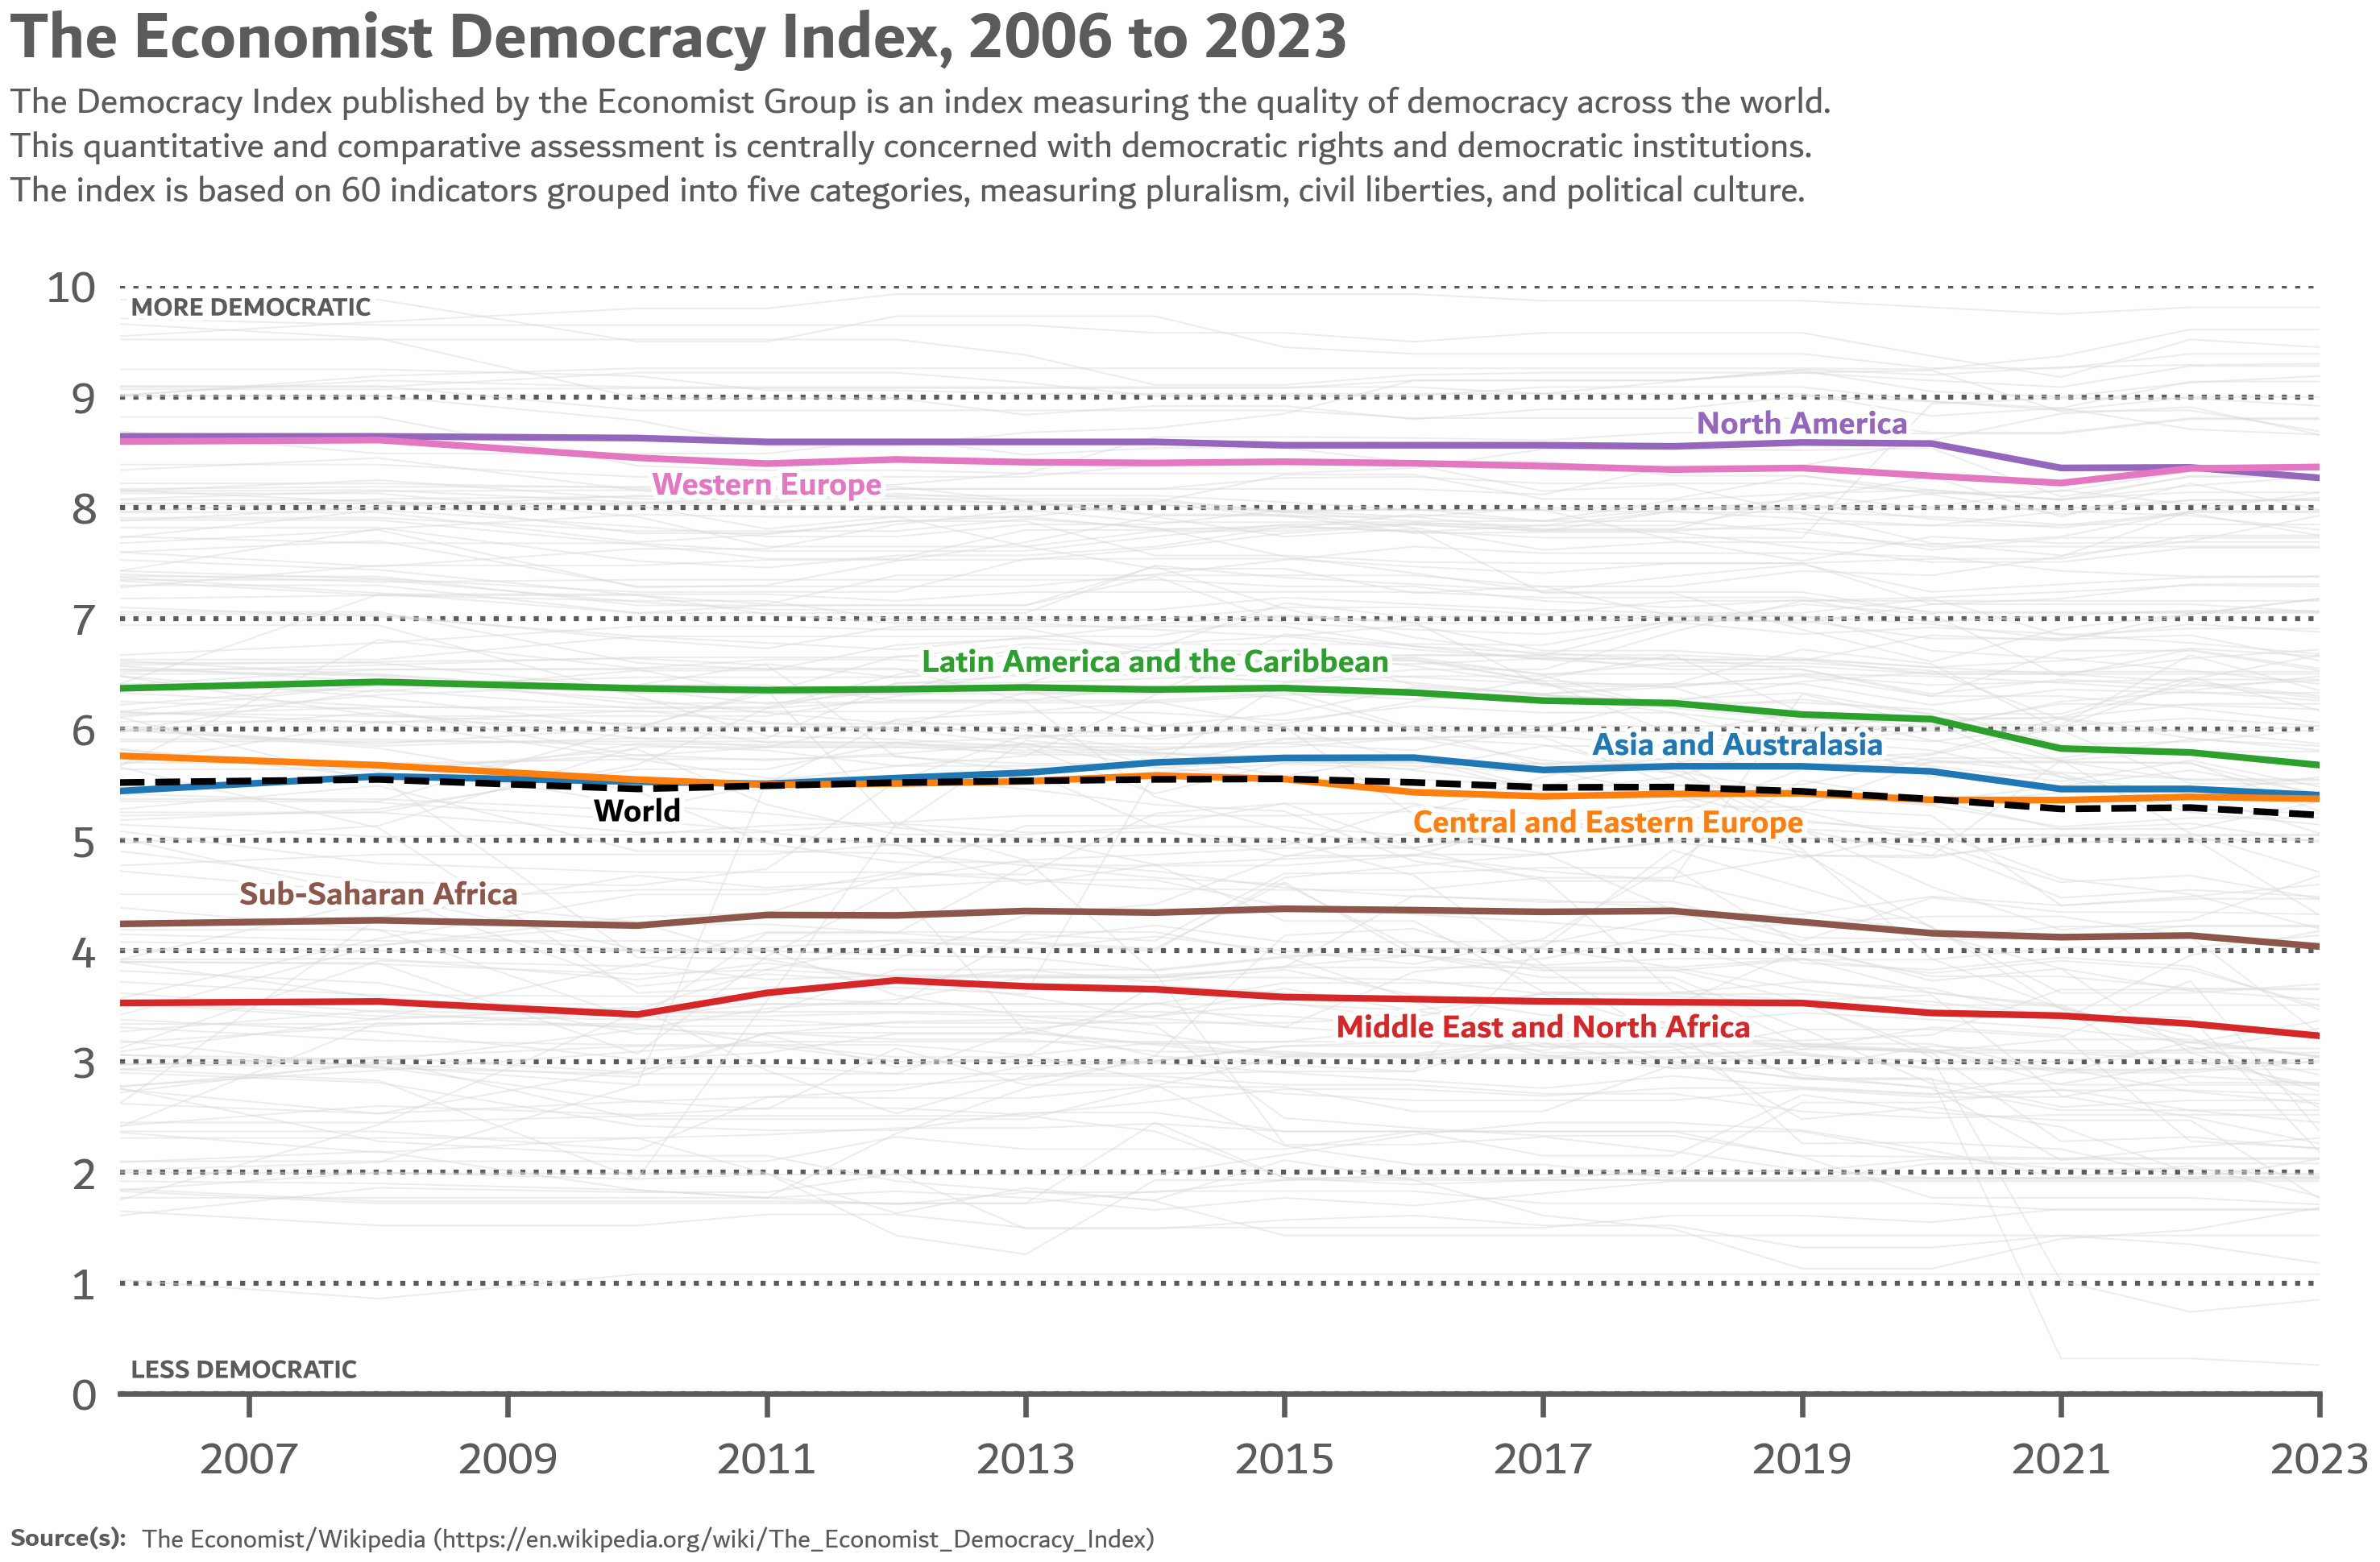 The Economist Democracy Index, 2006 to 2023
The Democracy Index published by the Economist Group is an index measuring the quality of democracy across the world.
This quantitative and comparative assessment is centrally concerned with democratic rights and democratic institutions.
The index is based on 60 indicators grouped into five categories, measuring pluralism, civil liberties, and political culture.
10
MORE DEMOCRATIC
9
North America
Western Europe
8
7
Latin America and the Caribbean
6
Asia and Australasia
World
Central and Eastern Europe
5
Sub-Saharan Africa
4
Middle East and North Africa
3
2
1
LESS DEMOCRATIC
0
2007 2009 2011 2013 2015 2017 2019 2021 2023
Source(s): The Economist/Wikipedia (https://en.wikipedia.org/wiki/The_Economist_Democracy_Index)